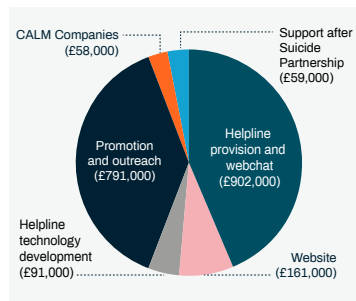 CALM Companies
(£58,000)
Support after
Suicide
Partnership
(£59,000)
Promotion
and outreach
(£791,000)
Helpline
provision and
webchat
(£902,000)
Helpline
technology
development
(£91,000)
Website
(£161,000)